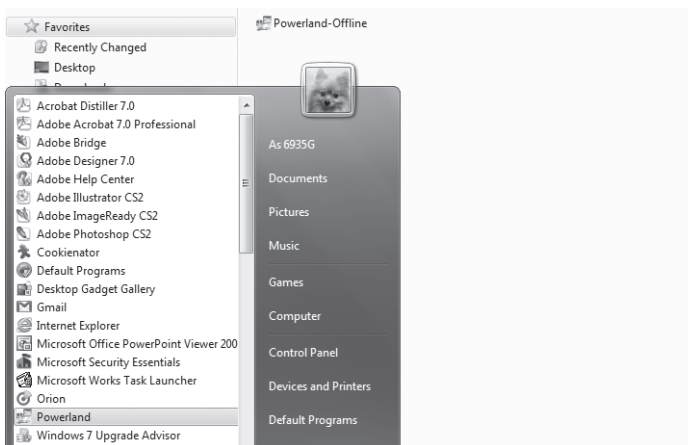 Favorites
Recently Changed
Desktop
Powerland-Offline
Acrobat Distiller 7.0
Adobe Acrobat 7.0 Professional
Adobe Bridge
Adobe Designer 7.0
Adobe Help Center
Adobe Illustrator CS2
Adobe ImageReady CS2
Adobe Photoshop CS2
Cookienator
Default Programs
Desktop Gadget Gallery
Gmail
Internet Explorer
Microsoft Office PowerPoint Viewer 200
Microsoft Security Essentials
Microsoft Works Task Launcher
Orion
Powerland
Windows 7 Upgrade Advisor
As 6935G
Documents
Pictures
Music
Games
Computer
Control Panel
Devices and Printers
Default Programs